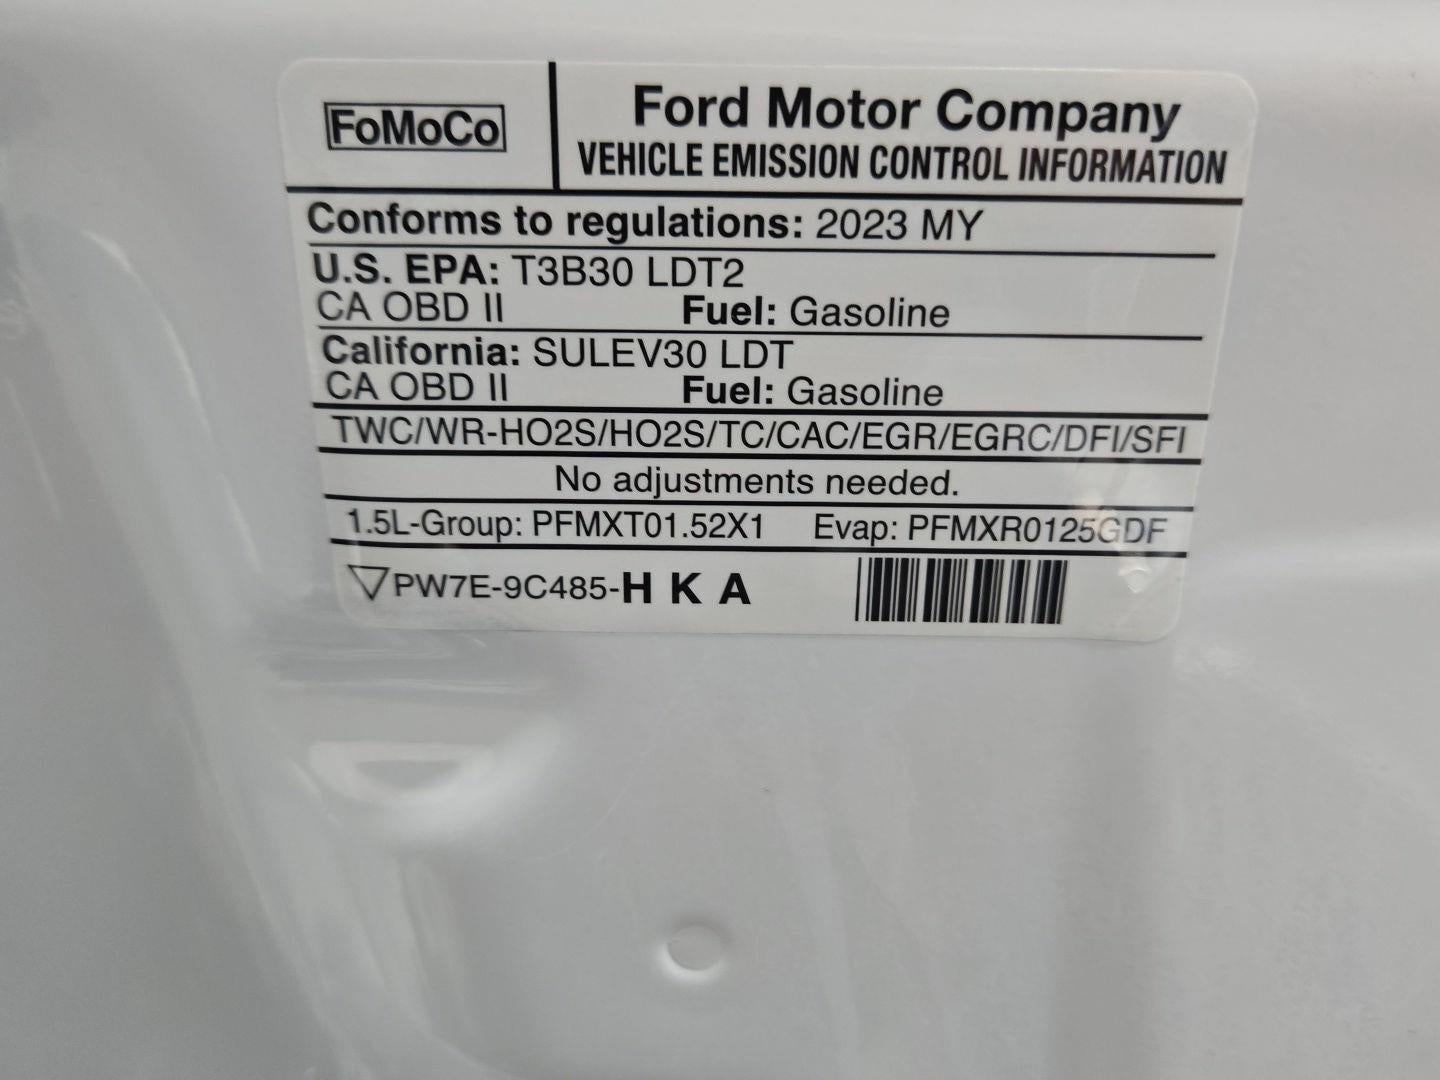 FoMoCo
Ford Motor Company
VEHICLE EMISSION CONTROL INFORMATION
Conforms to regulations: 2023 MY
U.S. EPA: T3B30 LDT2
CA OBD II Fuel: Gasoline
California: SULEV30 LDT
CA OBD II Fuel: Gasoline
TWC/WR-HO2S/HO2S/TC/CAC/EGR/EGRC/DFI/SFI
No adjustments needed.
1.5L-Group: PFMXT01.52X1 Evap: PFMXR0125GDF
PW7E-9C485-H K A